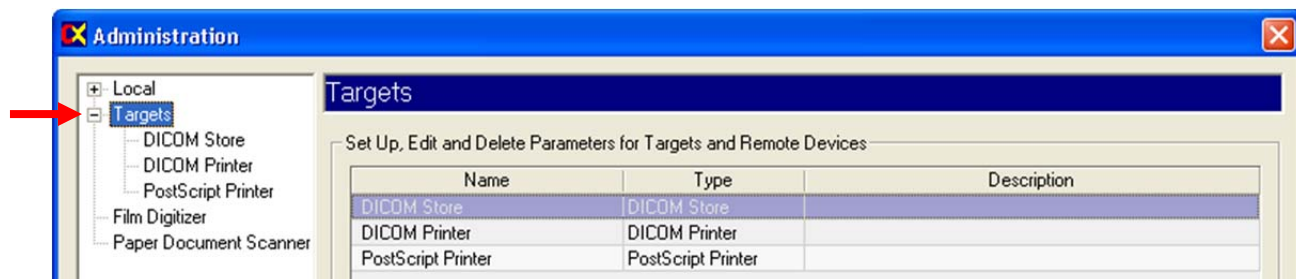 Administration
Local
Targets
DICOM Store
DICOM Printer
PostScript Printer
Film Digitizer
Paper Document Scanner
Targets
Set Up, Edit and Delete Parameters for Targets and Remote Devices
Name Type Description
DICOM Store DICOM Store
DICOM Printer DICOM Printer
PostScript Printer PostScript Printer